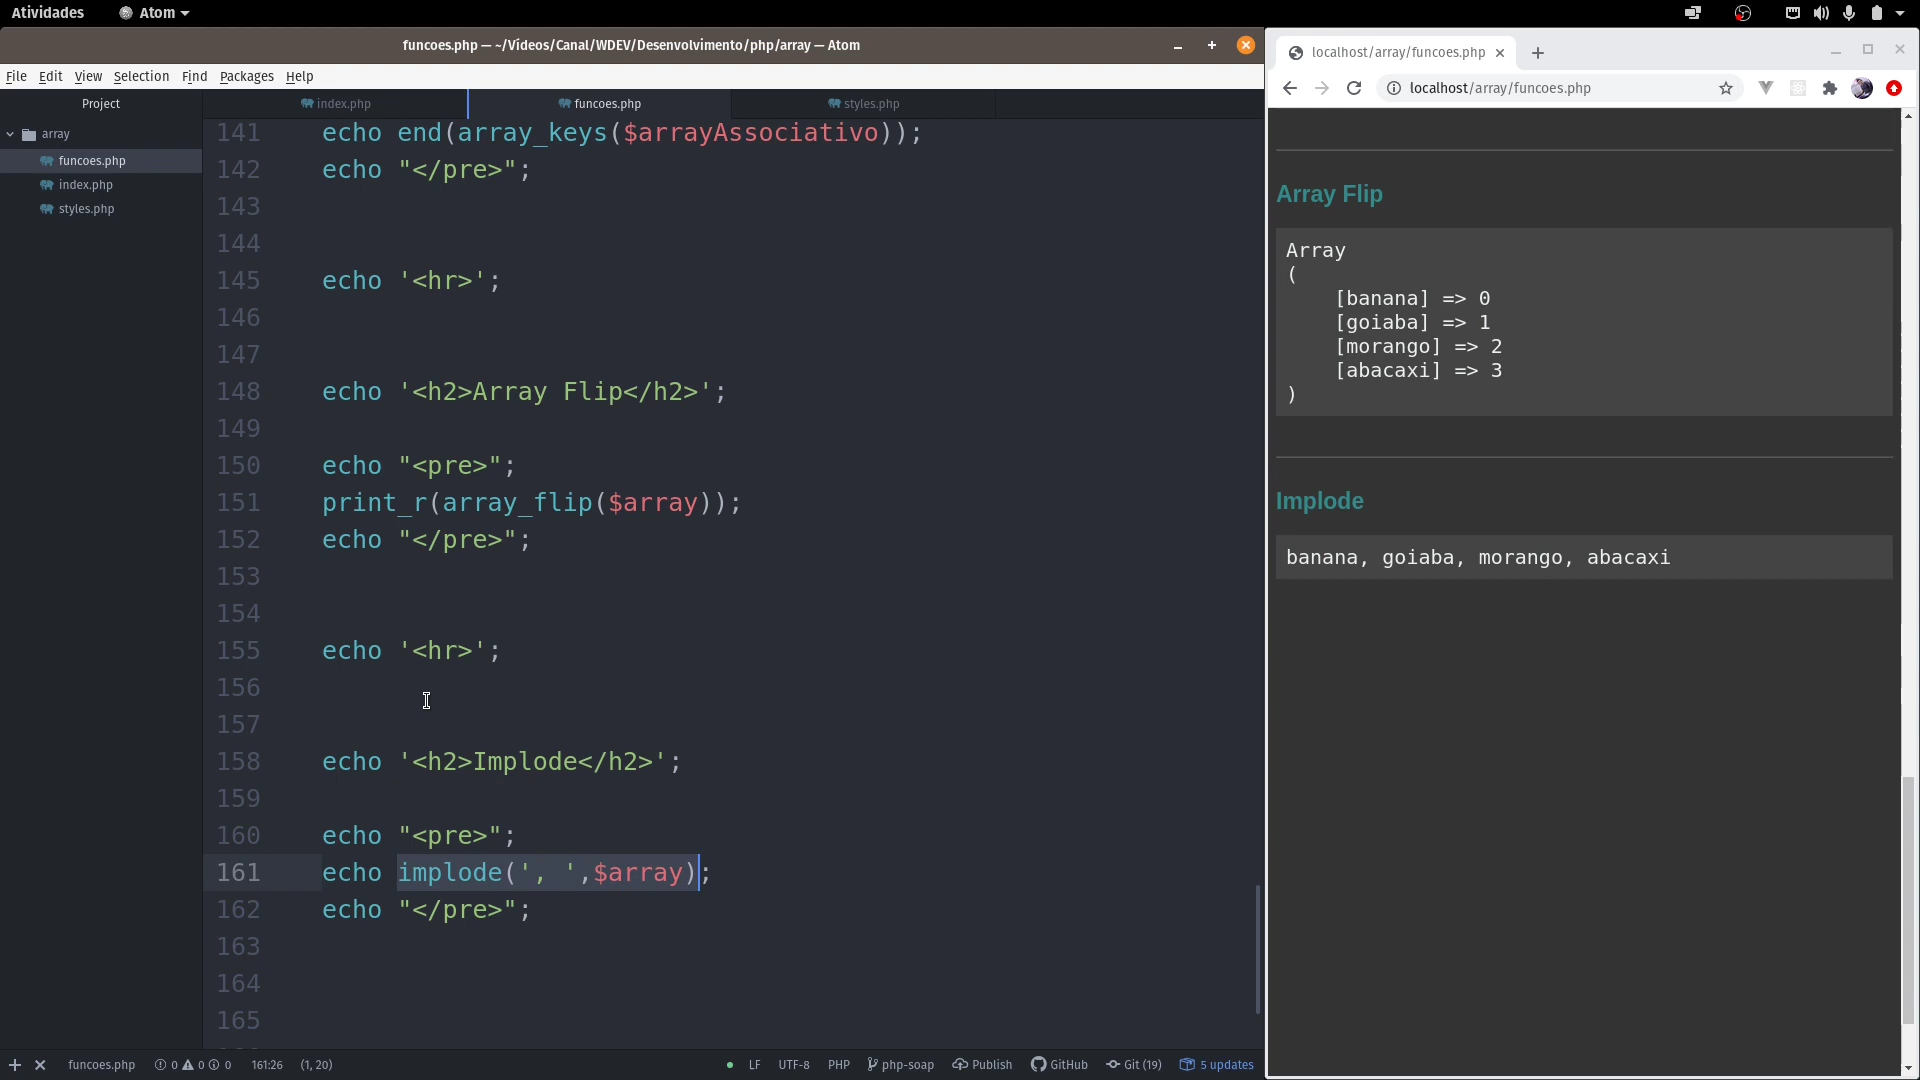 Atividades
Atom
funcoes.php — ~/Vídeos/Canal/WDEV/Desenvolvimento/php/array — Atom
File Edit View Selection Find Packages Help
Project
array
funcoes.php
index.php
styles.php
index.php
funcoes.php
styles.php
141 echo end(array_keys($arrayAssociativo));
142 echo "</pre>";
143
144
145 echo '<hr>';
146
147
148 echo '<h2>Array Flip</h2>';
149
150 echo "<pre>";
151 print_r(array_flip($array));
152 echo "</pre>";
153
154
155 echo '<hr>';
156
157
158 echo '<h2>Implode</h2>';
159
160 echo "<pre>";
161 echo implode(', ',$array);
162 echo "</pre>";
163
164
165
funcoes.php 0 0 0 161:26 (1, 20)
LF UTF-8 PHP php-soap Publish GitHub Git (19) 5 updates
localhost/array/funcoes.php
localhost/array/funcoes.php
Array Flip
Array
(
[banana] => 0
[goiaba] => 1
[morango] => 2
[abacaxi] => 3
)
Implode
banana, goiaba, morango, abacaxi